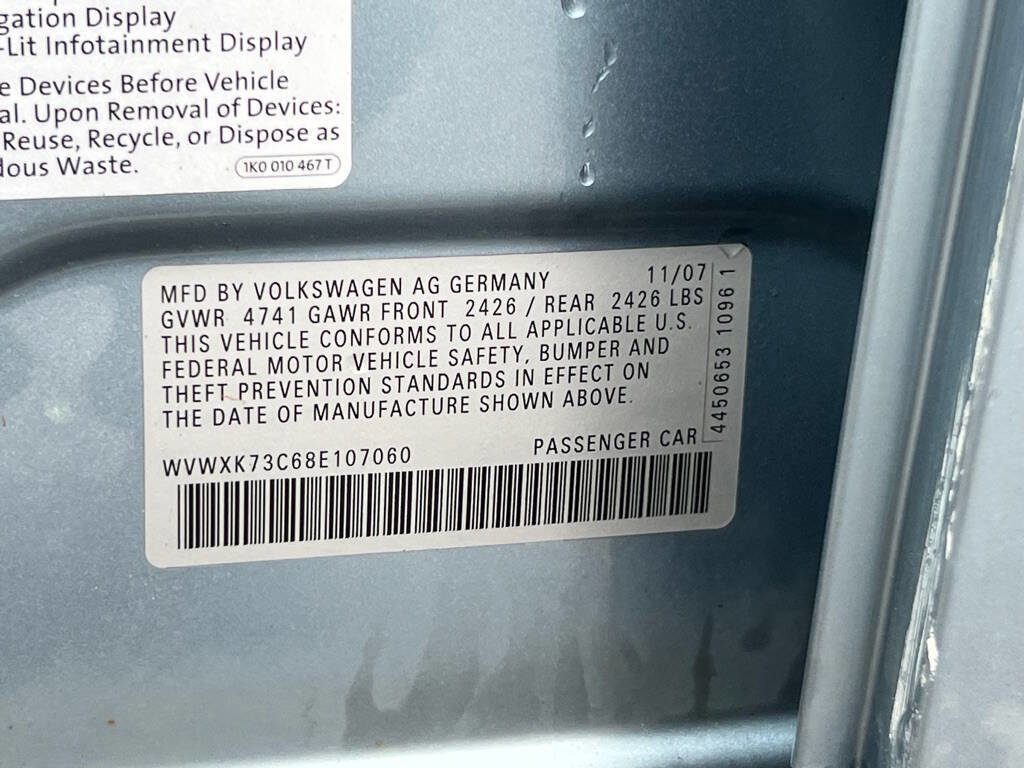 gation Display
-Lit Infotainment Display
e Devices Before Vehicle
al. Upon Removal of Devices:
Reuse, Recycle, or Dispose as
dous Waste.
1K0 010 467 T
MFD BY VOLKSWAGEN AG GERMANY 11/07
GVWR 4741 GAWR FRONT 2426 / REAR 2426 LBS
THIS VEHICLE CONFORMS TO ALL APPLICABLE U.S.
FEDERAL MOTOR VEHICLE SAFETY, BUMPER AND
THEFT PREVENTION STANDARDS IN EFFECT ON
THE DATE OF MANUFACTURE SHOWN ABOVE.
WVWXK73C68E107060 PASSENGER CAR
4450653 1096 1